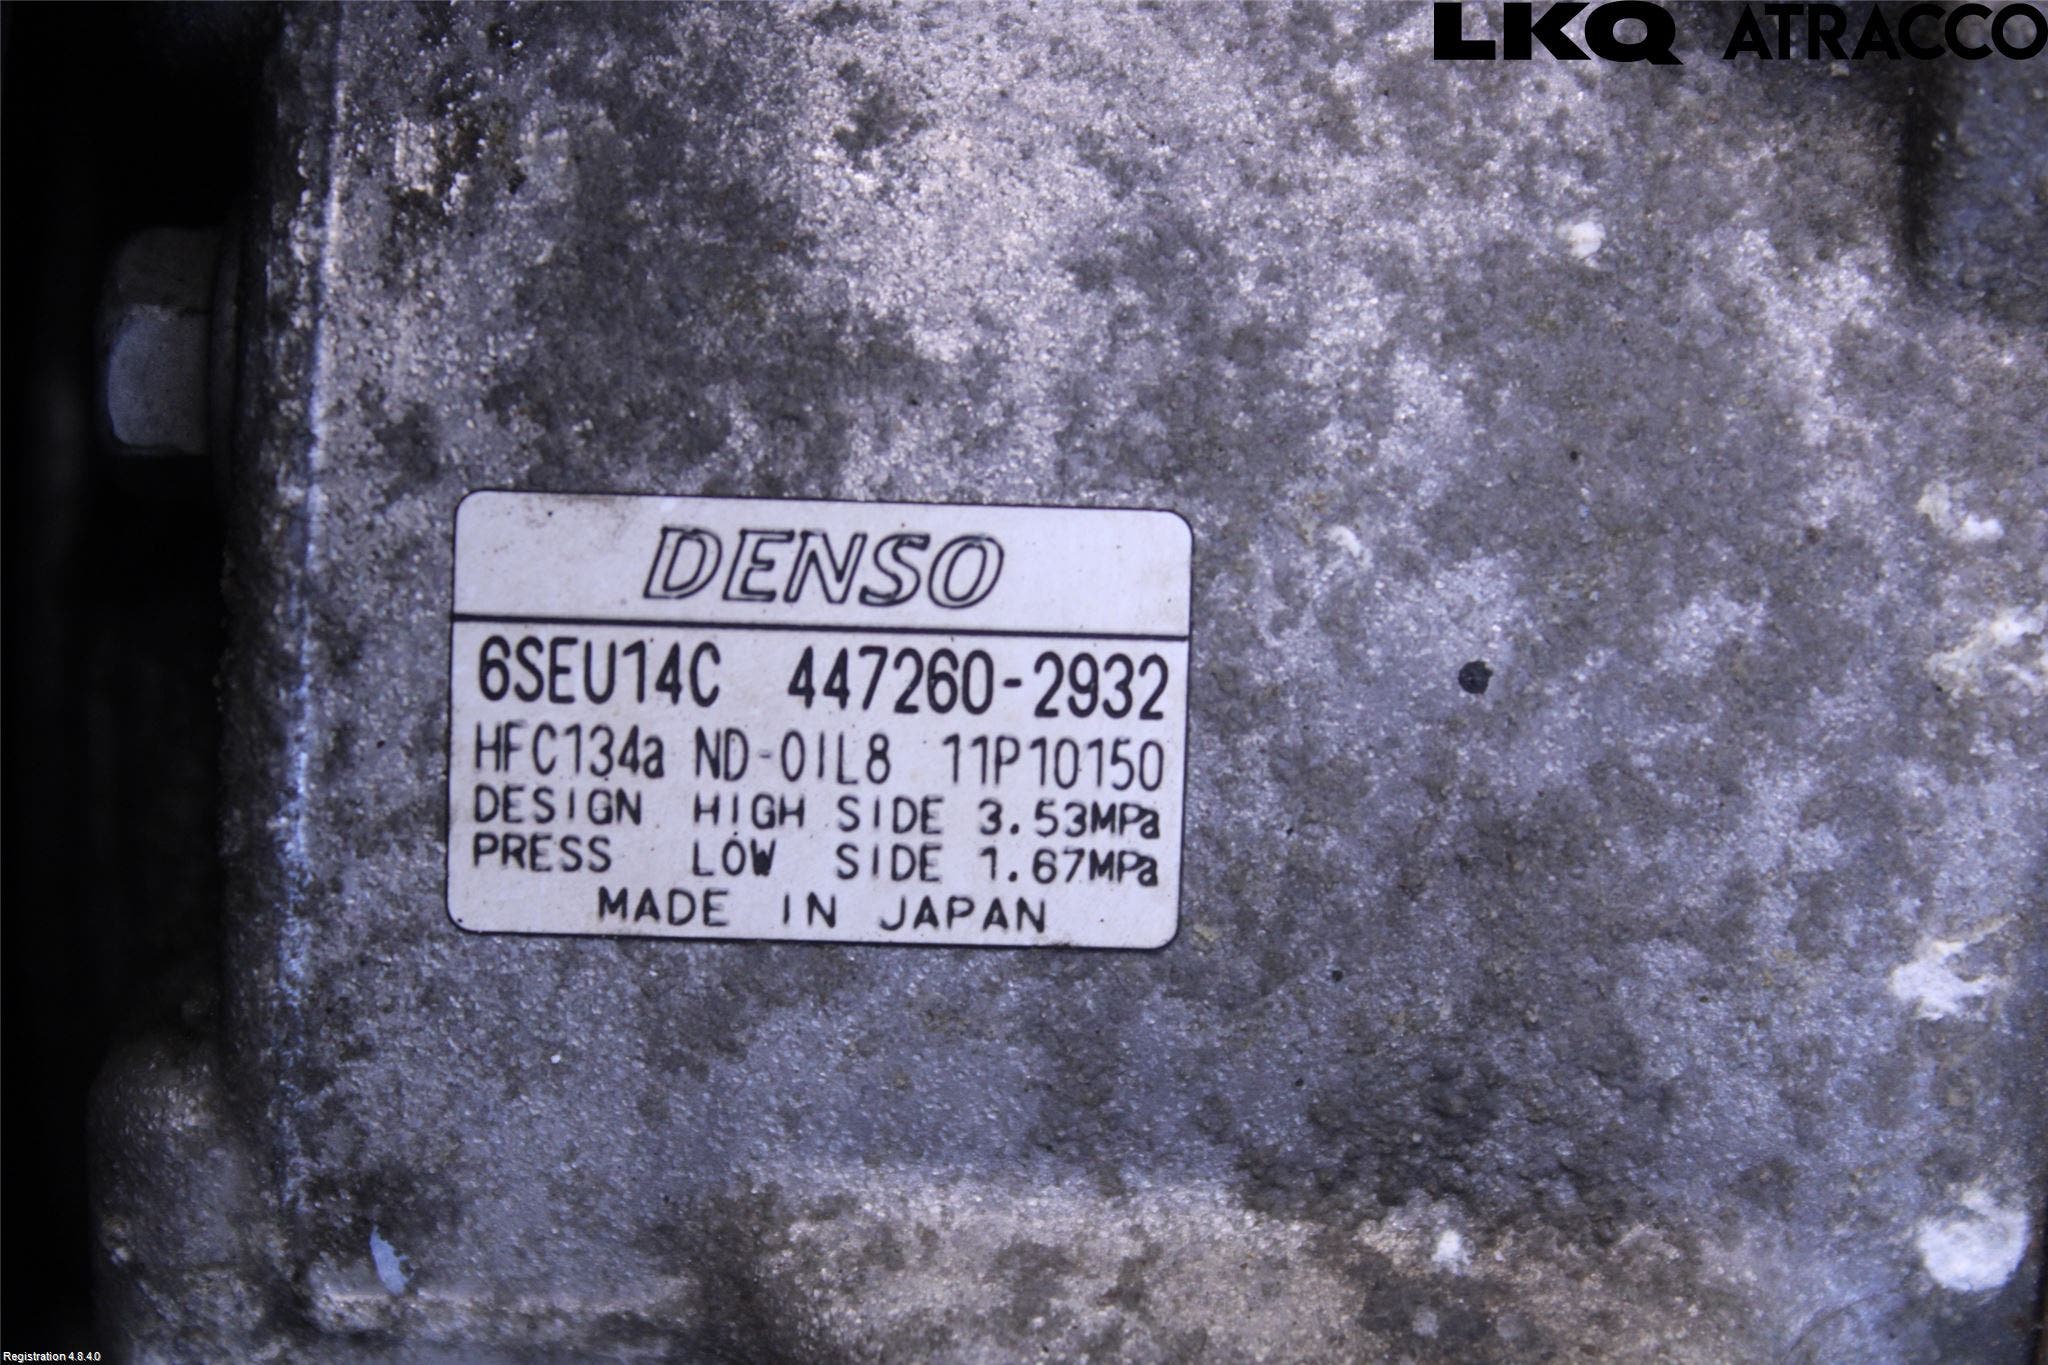 LKQ ATRACCO
DENSO
6SEU14C 447260-2932
HFC134a ND-OIL8 11P10150
DESIGN HIGH SIDE 3.53MPa
PRESS LOW SIDE 1.67MPa
MADE IN JAPAN
Registration 4.8.4.0